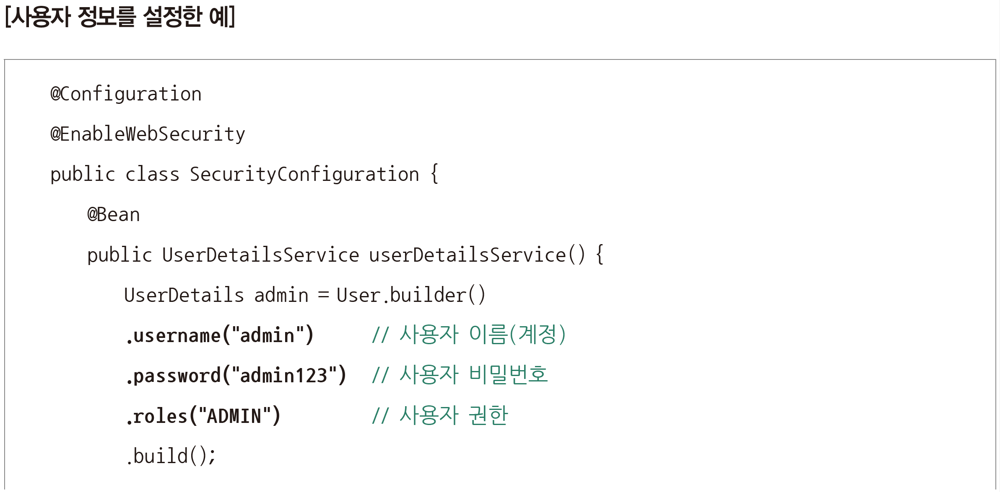 [사용자 정보를 설정한 예]
@Configuration
@EnableWebSecurity
public class SecurityConfiguration {
@Bean
public UserDetailsService userDetailsService() {
UserDetails admin = User.builder()
.username("admin") // 사용자 이름(계정)
.password("admin123") // 사용자 비밀번호
.roles("ADMIN") // 사용자 권한
.build();